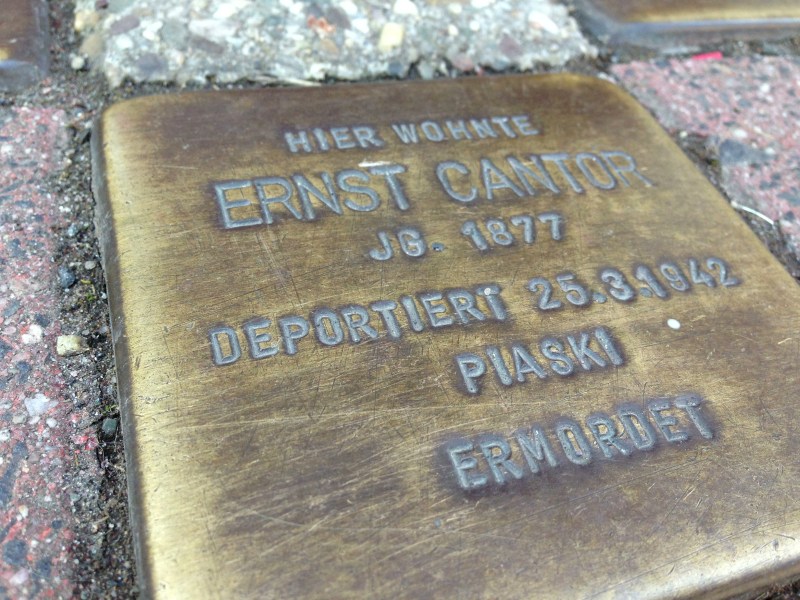 HIER WOHNTE
ERNST CANTOR
JG. 1877
DEPORTIERT 25.3.1942
PIASKI
ERMORDET